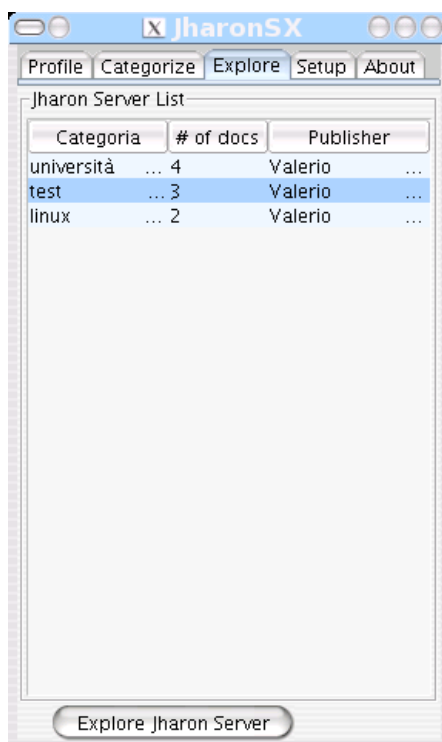 X JharonSX
Profile Categorize Explore Setup About
Jharon Server List
Categoria # of docs Publisher
università ... 4 Valerio ...
test ... 3 Valerio ...
linux ... 2 Valerio ...
Explore Jharon Server